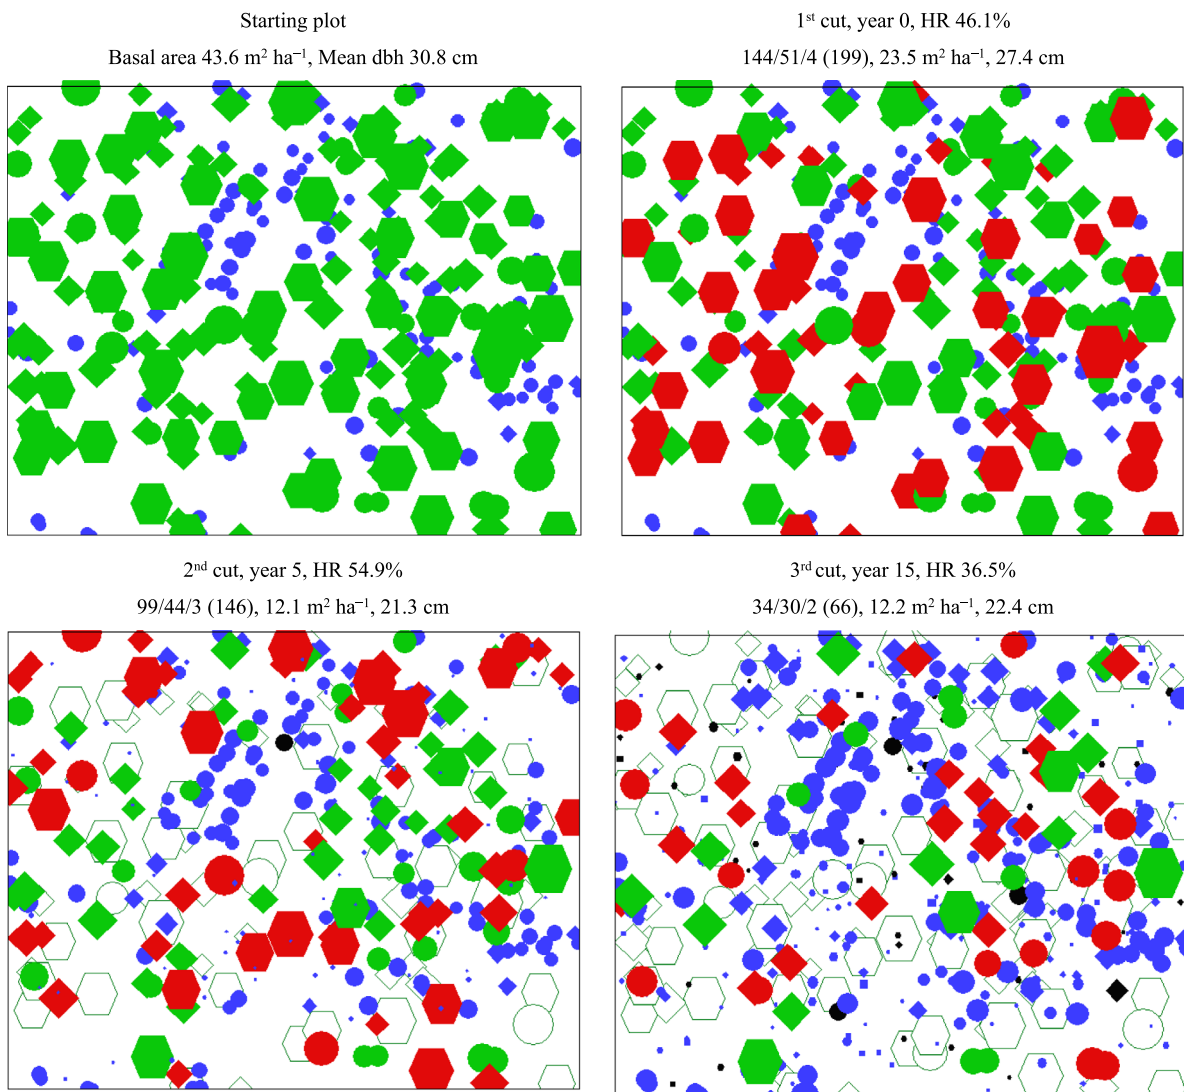 Starting plot
Basal area 43.6 m² ha⁻¹, Mean dbh 30.8 cm
1ˢᵗ cut, year 0, HR 46.1%
144/51/4 (199), 23.5 m² ha⁻¹, 27.4 cm
2ⁿᵈ cut, year 5, HR 54.9%
99/44/3 (146), 12.1 m² ha⁻¹, 21.3 cm
3ʳᵈ cut, year 15, HR 36.5%
34/30/2 (66), 12.2 m² ha⁻¹, 22.4 cm